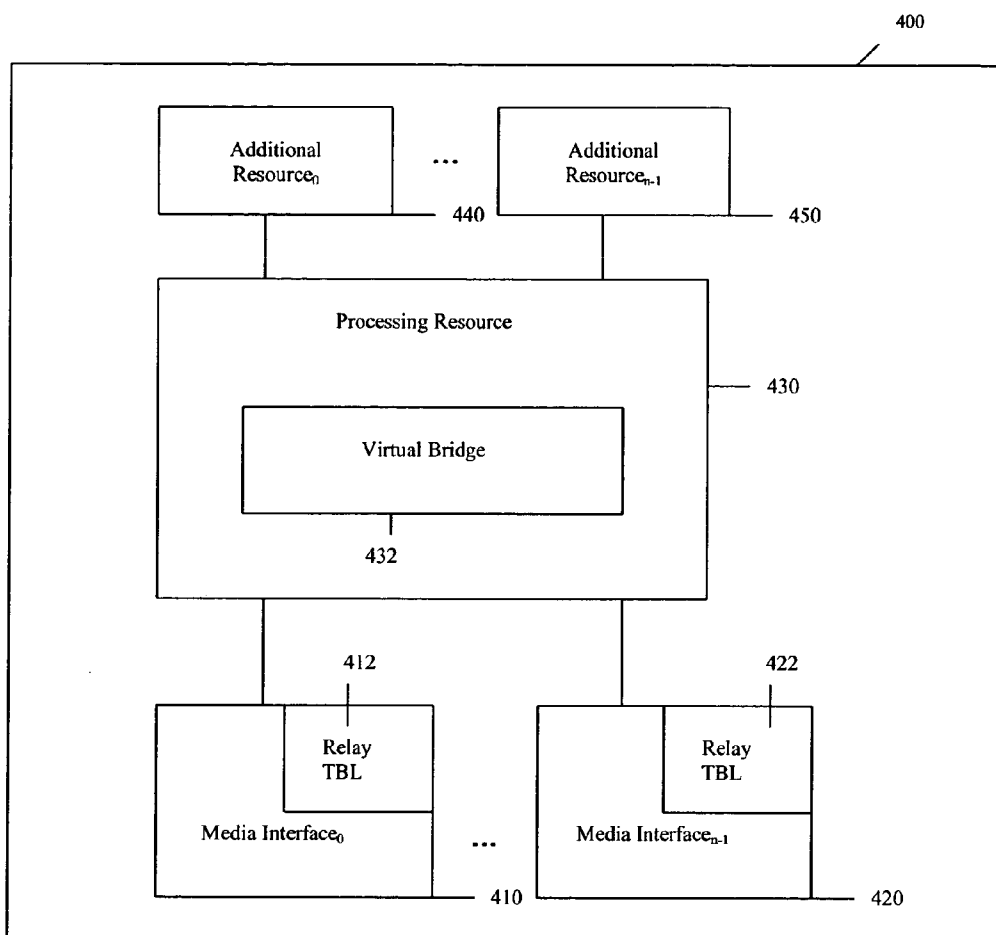 400
Additional
Resource0
...
Additional
Resourcen-1
440
450
Processing Resource
430
Virtual Bridge
432
412
422
Relay
TBL
Relay
TBL
Media Interface0
...
Media Interfacen-1
410
420